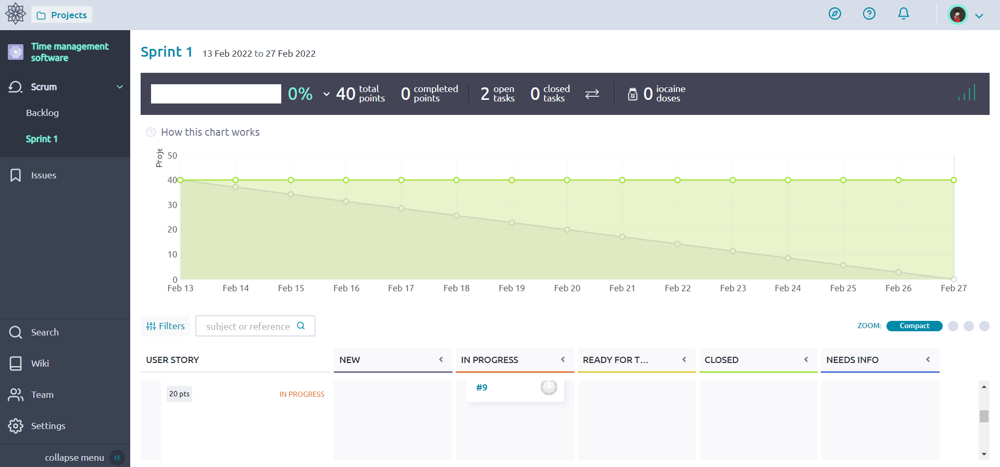 Projects
Time management
software
Scrum
Backlog
Sprint 1
Issues
Search
Wiki
Team
Settings
collapse menu
Sprint 1 13 Feb 2022 to 27 Feb 2022
0% 40 total points 0 completed points 2 open tasks 0 closed tasks 0 iocaine doses
How this chart works
Proje
50
40
30
20
10
0
Feb 13 Feb 14 Feb 15 Feb 16 Feb 17 Feb 18 Feb 19 Feb 20 Feb 21 Feb 22 Feb 23 Feb 24 Feb 25 Feb 26 Feb 27
Filters subject or reference ZOOM: Compact
USER STORY NEW IN PROGRESS READY FOR T... CLOSED NEEDS INFO
20 pts IN PROGRESS #9